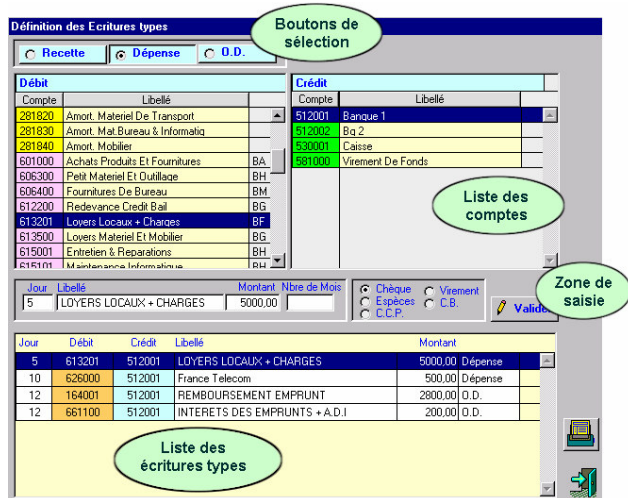 Définition des Ecritures types
Boutons de
sélection
Recette Dépense O.D.
Débit
Compte Libellé
281820 Amort. Materiel De Transport
281830 Amort. Mat.Bureau & Informatiq
281840 Amort. Mobilier
601000 Achats Produits Et Fournitures BA
606300 Petit Materiel Et Outillage BH
606400 Fournitures De Bureau BM
612200 Redevance Credit Bail BG
613201 Loyers Locaux + Charges BF
613500 Loyers Materiel Et Mobilier BG
615001 Entretien & Reparations BH
615101 Maintenance Informatique BH
Crédit
Compte Libellé
512001 Banque 1
512002 Bq 2
530001 Caisse
581000 Virement De Fonds
Liste des
comptes
Jour Libellé Montant Nbre de Mois
5 LOYERS LOCAUX + CHARGES 5000,00
Chèque Virement
Espèces C.B.
C.C.P.
Valider
Zone de
saisie
Jour Débit Crédit Libellé Montant
5 613201 512001 LOYERS LOCAUX + CHARGES 5000,00 Dépense
10 626000 512001 France Telecom 500,00 Dépense
12 164001 512001 REMBOURSEMENT EMPRUNT 2800,00 O.D.
12 661100 512001 INTERETS DES EMPRUNTS + A.D.I 200,00 O.D.
Liste des
écritures types